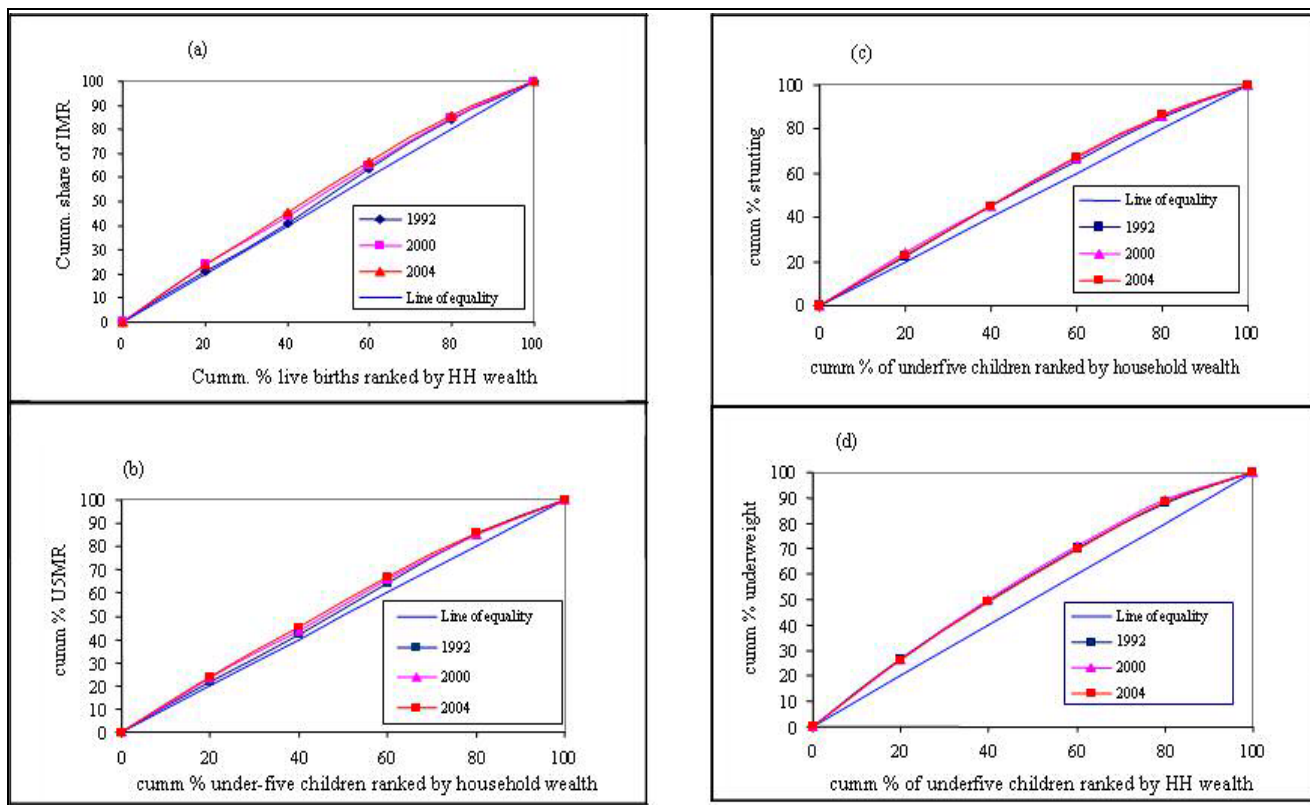 (a)
Cumm. share of IMR
100
90
80
70
60
50
40
30
20
10
0
1992
2000
2004
Line of equality
0 20 40 60 80 100
Cumm. % live births ranked by HH wealth
(c)
cumm % stunting
100
80
60
40
20
0
Line of equality
1992
2000
2004
0 20 40 60 80 100
cumm % of underfive children ranked by household wealth
(b)
cumm % U5MR
100
90
80
70
60
50
40
30
20
10
0
Line of equality
1992
2000
2004
0 20 40 60 80 100
cumm % under-five children ranked by household wealth
(d)
cumm % underweight
100
90
80
70
60
50
40
30
20
10
0
Line of equality
1992
2000
2004
0 20 40 60 80 100
cumm % of underfive children ranked by HH wealth